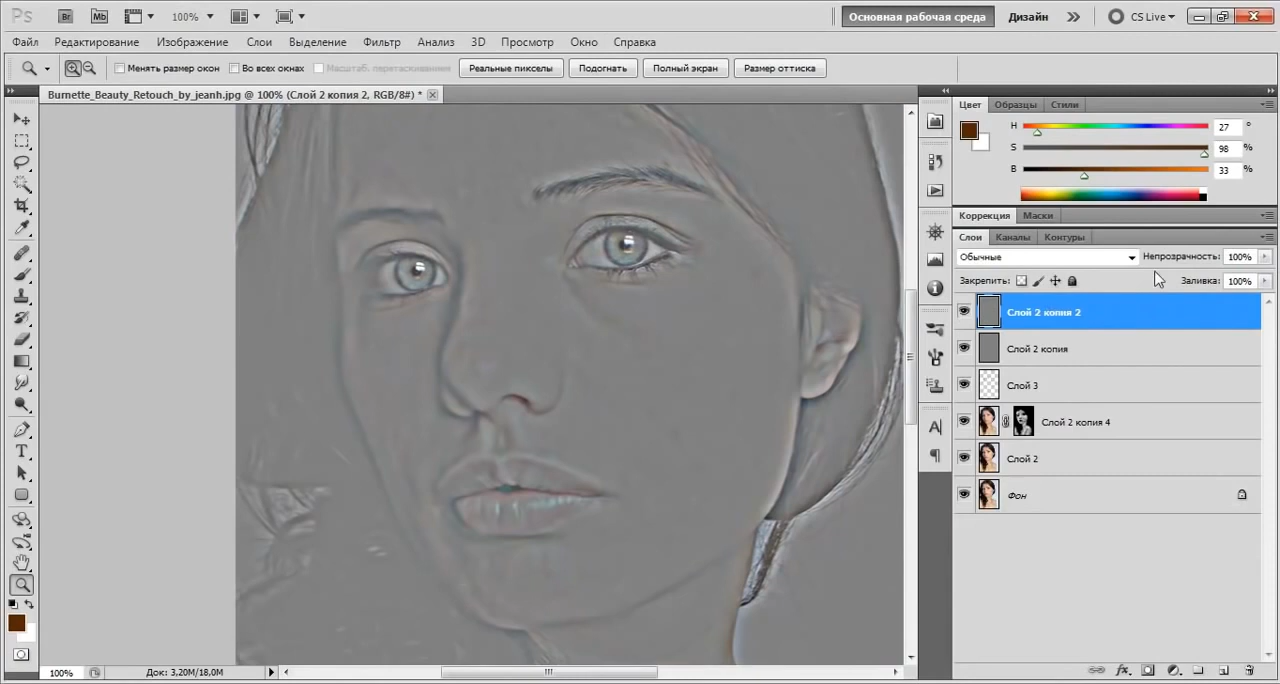 Ps Br Mb 100% Основная рабочая среда Дизайн CS Live
Файл Редактирование Изображение Слои Выделение Фильтр Анализ 3D Просмотр Окно Справка
Менять размер окон Во всех окнах Масштаб. перетаскиванием Реальные пикселы Подогнать Полный экран Размер оттиска
Burnette_Beauty_Retouch_by_jeanh.jpg @ 100% (Слой 2 копия 2, RGB/8#) *
Цвет Образцы Стили
H 27 °
S 98 %
B 33 %
Коррекция Маски
Слои Каналы Контуры
Обычные Непрозрачность: 100%
Закрепить: Заливка: 100%
Слой 2 копия 2
Слой 2 копия
Слой 3
Слой 2 копия 4
Слой 2
Фон
100% Док: 3,20M/18,0M